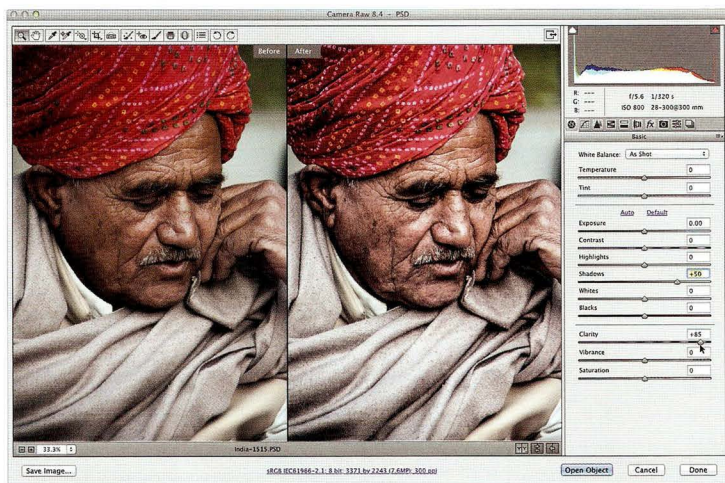 Camera Raw 8.4 - PSD
Before
After
R: ---
G: ---
B: ---
f/5.6 1/320 s
ISO 800 28-300@300 mm
Basic
White Balance: As Shot
Temperature 0
Tint 0
Auto Default
Exposure 0.00
Contrast 0
Highlights 0
Shadows +50
Whites 0
Blacks 0
Clarity +85
Vibrance 0
Saturation 0
33.3%
India-1515.PSD
Save Image...
sRGB IEC61966-2.1; 8 bit; 3371 by 2243 (7.6MP); 300 ppi
Open Object
Cancel
Done